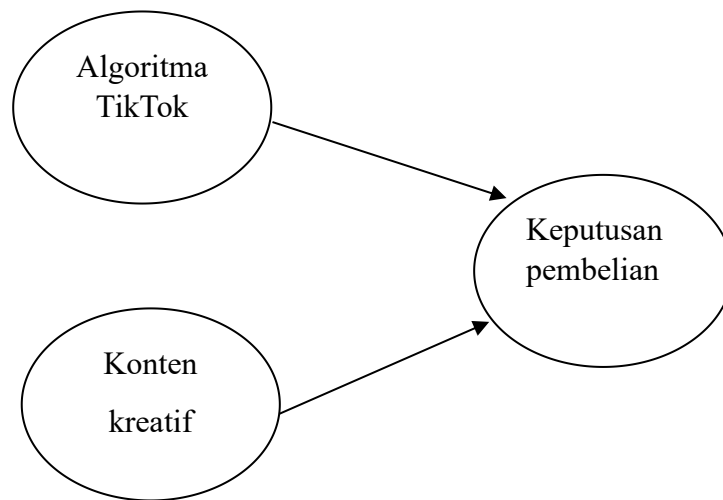 Algoritma
TikTok
Keputusan
pembelian
Konten
kreatif